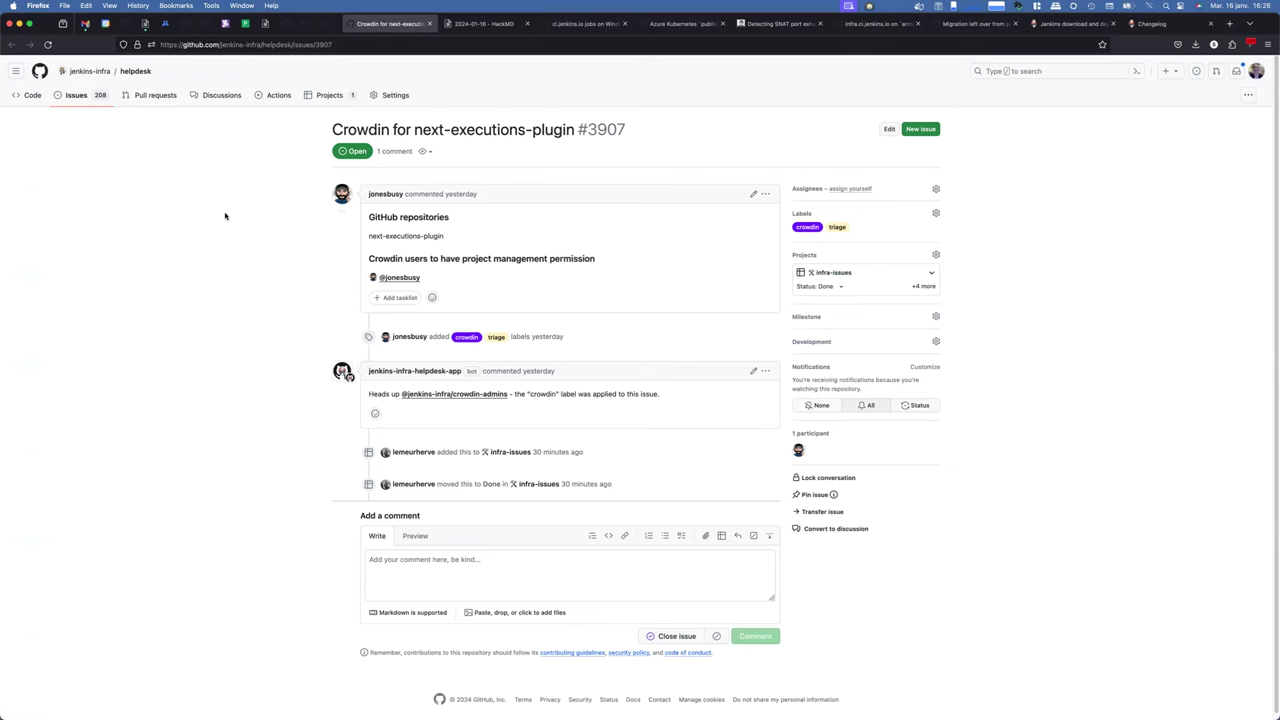 Firefox File Edit View History Bookmarks Tools Window Help
Mar. 16 janv. 16:26
Crowdin for next-executi
2024-01-16 - HackMD
ci.jenkins.io jobs on Wind
Azure Kubernetes "publi
Detecting SNAT port exh
infra.ci.jenkins.io on "arm
Migration left over from p
Jenkins download and de
Changelog
https://github.com/jenkins-infra/helpdesk/issues/3907
jenkins-infra / helpdesk
Type / to search
Code
Issues 208
Pull requests
Discussions
Actions
Projects 1
Settings
Crowdin for next-executions-plugin #3907
Edit
New issue
Open
1 comment
jonesbusy commented yesterday
GitHub repositories
next-executions-plugin
Crowdin users to have project management permission
@jonesbusy
Add tasklist
jonesbusy added crowdin triage labels yesterday
jenkins-infra-helpdesk-app bot commented yesterday
Heads up @jenkins-infra/crowdin-admins - the "crowdin" label was applied to this issue.
lemeurherve added this to infra-issues 30 minutes ago
lemeurherve moved this to Done in infra-issues 30 minutes ago
Add a comment
Write
Preview
Add your comment here, be kind...
Markdown is supported
Paste, drop, or click to add files
Close issue
Comment
Remember, contributions to this repository should follow its contributing guidelines, security policy, and code of conduct.
Assignees – assign yourself
Labels
crowdin triage
Projects
infra-issues
Status: Done
+4 more
Milestone
Development
Notifications
Customize
You're receiving notifications because you're
watching this repository.
None
All
Status
1 participant
Lock conversation
Pin issue
Transfer issue
Convert to discussion
© 2024 GitHub, Inc. Terms Privacy Security Status Docs Contact Manage cookies Do not share my personal information